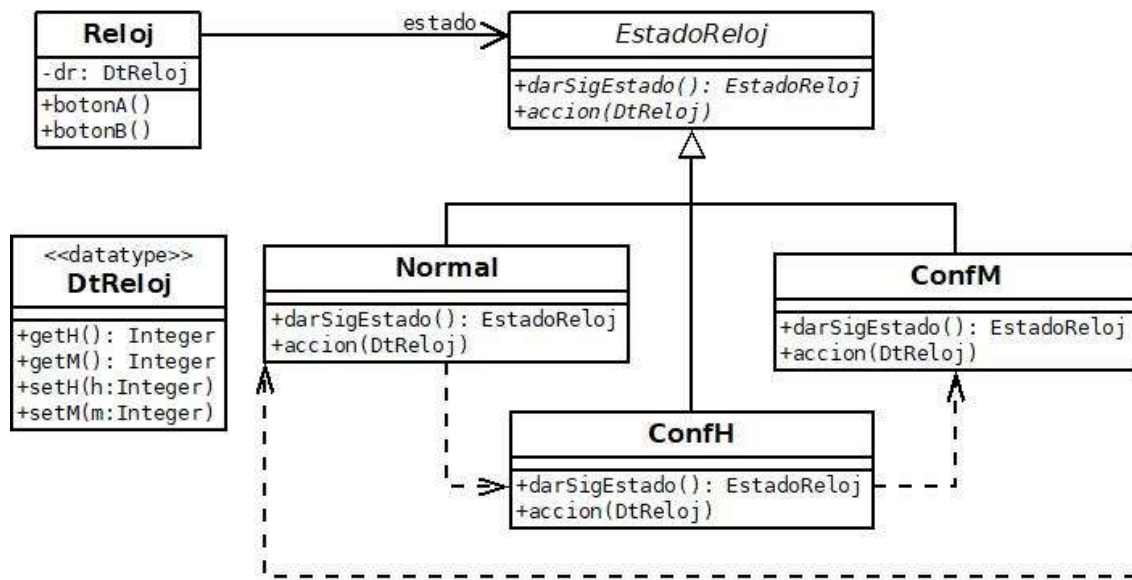 Reloj
-dr: DtReloj
+botonA()
+botonB()
estado
EstadoReloj
+darSigEstado(): EstadoReloj
+accion(DtReloj)
<<datatype>>
DtReloj
+getH(): Integer
+getM(): Integer
+setH(h:Integer)
+setM(m:Integer)
Normal
+darSigEstado(): EstadoReloj
+accion(DtReloj)
ConfM
+darSigEstado(): EstadoReloj
+accion(DtReloj)
ConfH
+darSigEstado(): EstadoReloj
+accion(DtReloj)